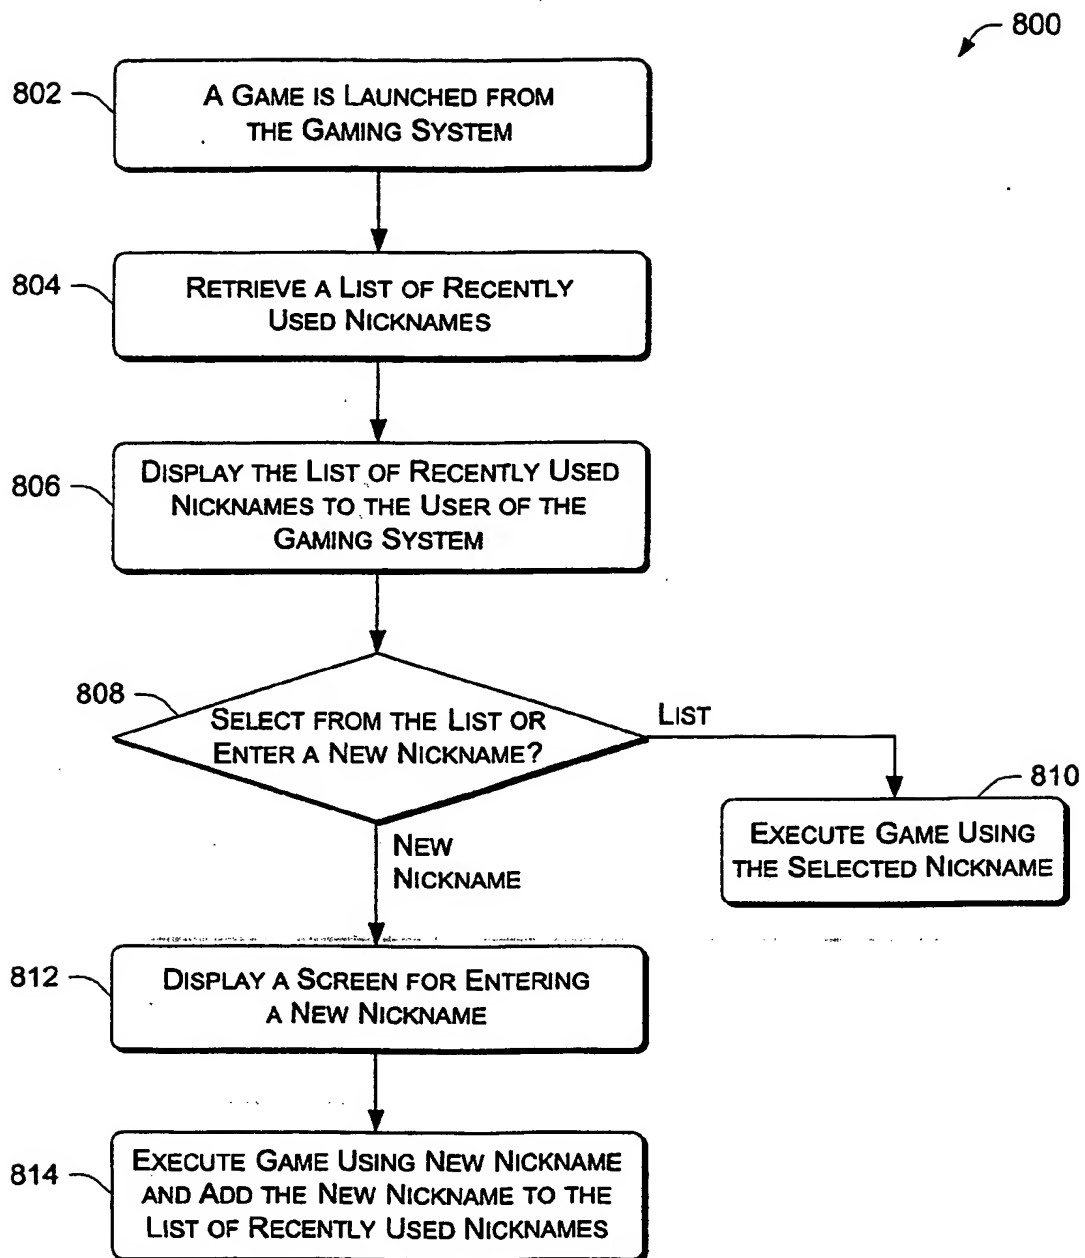 800
802
A GAME IS LAUNCHED FROM
THE GAMING SYSTEM
804
RETRIEVE A LIST OF RECENTLY
USED NICKNAMES
806
DISPLAY THE LIST OF RECENTLY USED
NICKNAMES TO THE USER OF THE
GAMING SYSTEM
808
SELECT FROM THE LIST OR
ENTER A NEW NICKNAME?
LIST
810
EXECUTE GAME USING
THE SELECTED NICKNAME
NEW
NICKNAME
812
DISPLAY A SCREEN FOR ENTERING
A NEW NICKNAME
814
EXECUTE GAME USING NEW NICKNAME
AND ADD THE NEW NICKNAME TO THE
LIST OF RECENTLY USED NICKNAMES